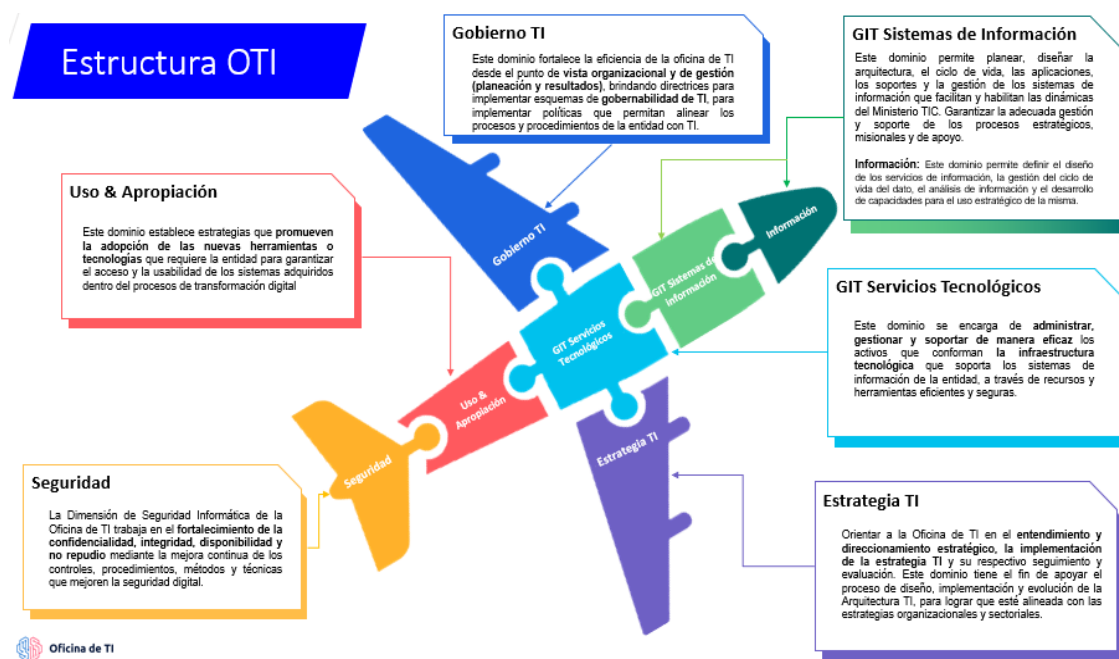 Estructura OTI
Gobierno TI
Este dominio fortalece la eficiencia de la oficina de TI
desde el punto de vista organizacional y de gestión
(planeación y resultados), brindando directrices para
implementar esquemas de gobernabilidad de TI, para
implementar políticas que permitan alinear los
procesos y procedimientos de la entidad con TI.
GIT Sistemas de Información
Este dominio permite planear, diseñar la
arquitectura, el ciclo de vida, las aplicaciones,
los soportes y la gestión de los sistemas de
información que facilitan y habilitan las dinámicas
del Ministerio TIC. Garantizar la adecuada gestión
y soporte de los procesos estratégicos,
misionales y de apoyo.
Información: Este dominio permite definir el diseño
de los servicios de información, la gestión del ciclo de
vida del dato, el análisis de información y el desarrollo
de capacidades para el uso estratégico de la misma.
Uso & Apropiación
Este dominio establece estrategias que promueven
la adopción de las nuevas herramientas o
tecnologías que requiere la entidad para garantizar
el acceso y la usabilidad de los sistemas adquiridos
dentro del procesos de transformación digital
Gobierno TI
Información
GIT Sistemas de
Información
GIT Servicios
Tecnológicos
Uso &
Apropiación
Seguridad
Estrategia TI
GIT Servicios Tecnológicos
Este dominio se encarga de administrar,
gestionar y soportar de manera eficaz los
activos que conforman la infraestructura
tecnológica que soporta los sistemas de
información de la entidad, a través de recursos y
herramientas eficientes y seguras.
Seguridad
La Dimensión de Seguridad Informática de la
Oficina de TI trabaja en el fortalecimiento de la
confidencialidad, integridad, disponibilidad y
no repudio mediante la mejora continua de los
controles, procedimientos, métodos y técnicas
que mejoren la seguridad digital.
Estrategia TI
Orientar a la Oficina de TI en el entendimiento y
direccionamiento estratégico, la implementación
de la estrategia TI y su respectivo seguimiento y
evaluación. Este dominio tiene el fin de apoyar el
proceso de diseño, implementación y evolución de la
Arquitectura TI, para lograr que esté alineada con las
estrategias organizacionales y sectoriales.
Oficina de TI